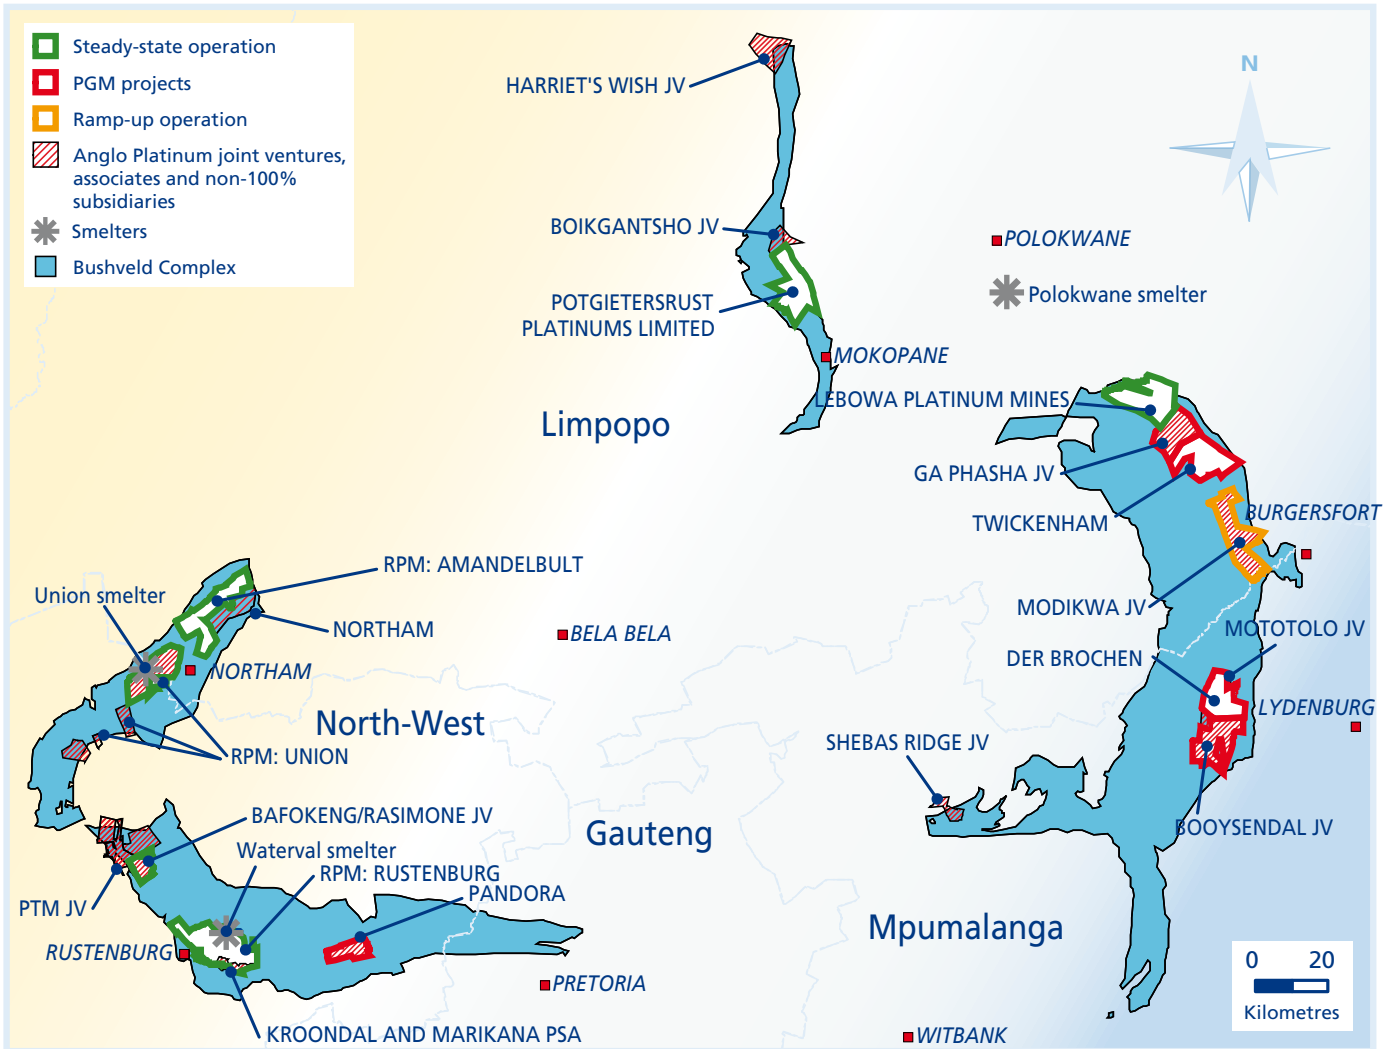 Steady-state operation
PGM projects
Ramp-up operation
Anglo Platinum joint ventures,
associates and non-100%
subsidiaries
Smelters
Bushveld Complex
N
HARRIET'S WISH JV
BOIKGANTSHO JV
POLOKWANE
Polokwane smelter
POTGIETERSRUST
PLATINUMS LIMITED
MOKOPANE
LEBOWA PLATINUM MINES
Limpopo
GA PHASHA JV
TWICKENHAM
BURGERSFORT
RPM: AMANDELBULT
Union smelter
MODIKWA JV
NORTHAM
BELA BELA
MOTOTOLO JV
DER BROCHEN
NORTHAM
LYDENBURG
North-West
SHEBAS RIDGE JV
RPM: UNION
BAFOKENG/RASIMONE JV
Gauteng
BOOYSENDAL JV
Waterval smelter
RPM: RUSTENBURG
PANDORA
PTM JV
Mpumalanga
RUSTENBURG
0 20
Kilometres
PRETORIA
KROONDAL AND MARIKANA PSA
WITBANK